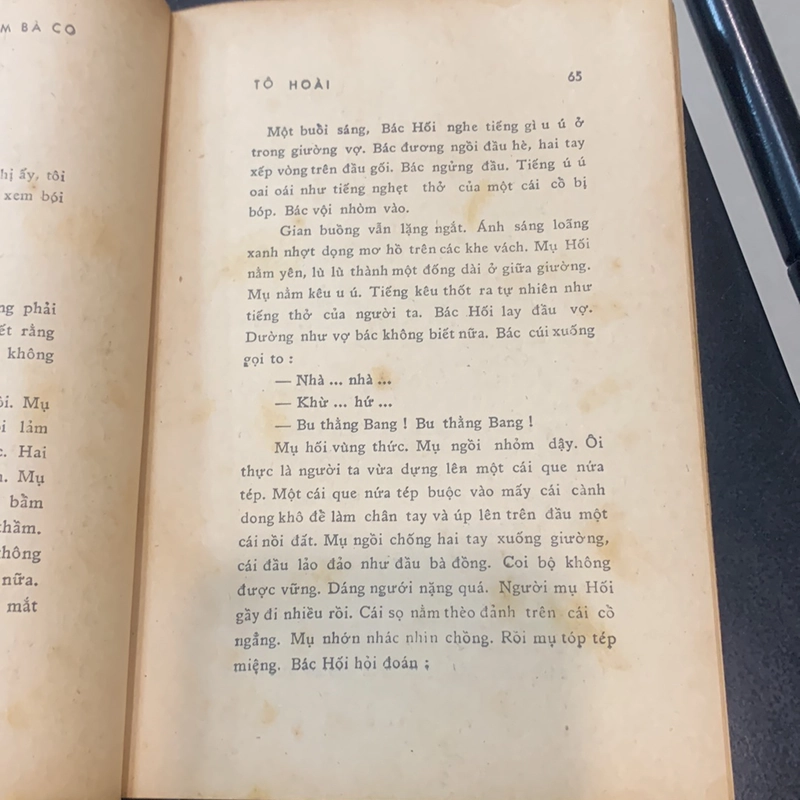 M BÀ CỌ
hị ấy, tôi
xem bói
ng phải
ết rằng
không
ói. Mụ
i lảm
c. Hai
n. Mụ
bằm
thầm.
không
nữa.
mắt
TÔ HOÀI
65
Một buổi sáng, Bác Hối nghe tiếng gì u ú ở
trong giường vợ. Bác đương ngồi đầu hè, hai tay
xếp vòng trên đầu gối. Bác ngửng đầu. Tiếng ú ú
oai oái như tiếng nghẹt thở của một cái cổ bị
bóp. Bác vội nhòm vào.
Gian buồng vẫn lặng ngắt. Ánh sáng loãng
xanh nhợt dọng mơ hồ trên các khe vách. Mụ Hối
nằm yên, lù lù thành một đống dài ở giữa giường.
Mụ nằm kêu u ú. Tiếng kêu thốt ra tự nhiên như
tiếng thở của người ta. Bác Hối lay đầu vợ.
Dường như vợ bác không biết nữa. Bác cúi xuống
gọi to :
— Nhà ... nhà ...
— Khừ ... hứ ...
— Bu thằng Bang ! Bu thằng Bang !
Mụ hối vùng thức. Mụ ngồi nhỏm dậy. Ôi
thực là người ta vừa dựng lên một cái que nứa
tép. Một cái que nứa tép buộc vào mấy cái cành
dong khô để làm chân tay và úp lên trên đầu một
cái nồi đất. Mụ ngồi chống hai tay xuống giường,
cái đầu lảo đảo như đầu bà đồng. Coi bộ không
được vững. Dáng ngưới nặng quá. Người mụ Hối
gầy đi nhiều rồi. Cái sọ nằm thèo đảnh trên cái cổ
ngẳng. Mụ nhớn nhác nhìn chồng. Rồi mụ tóp tép
miệng. Bác Hối hỏi đoán ;